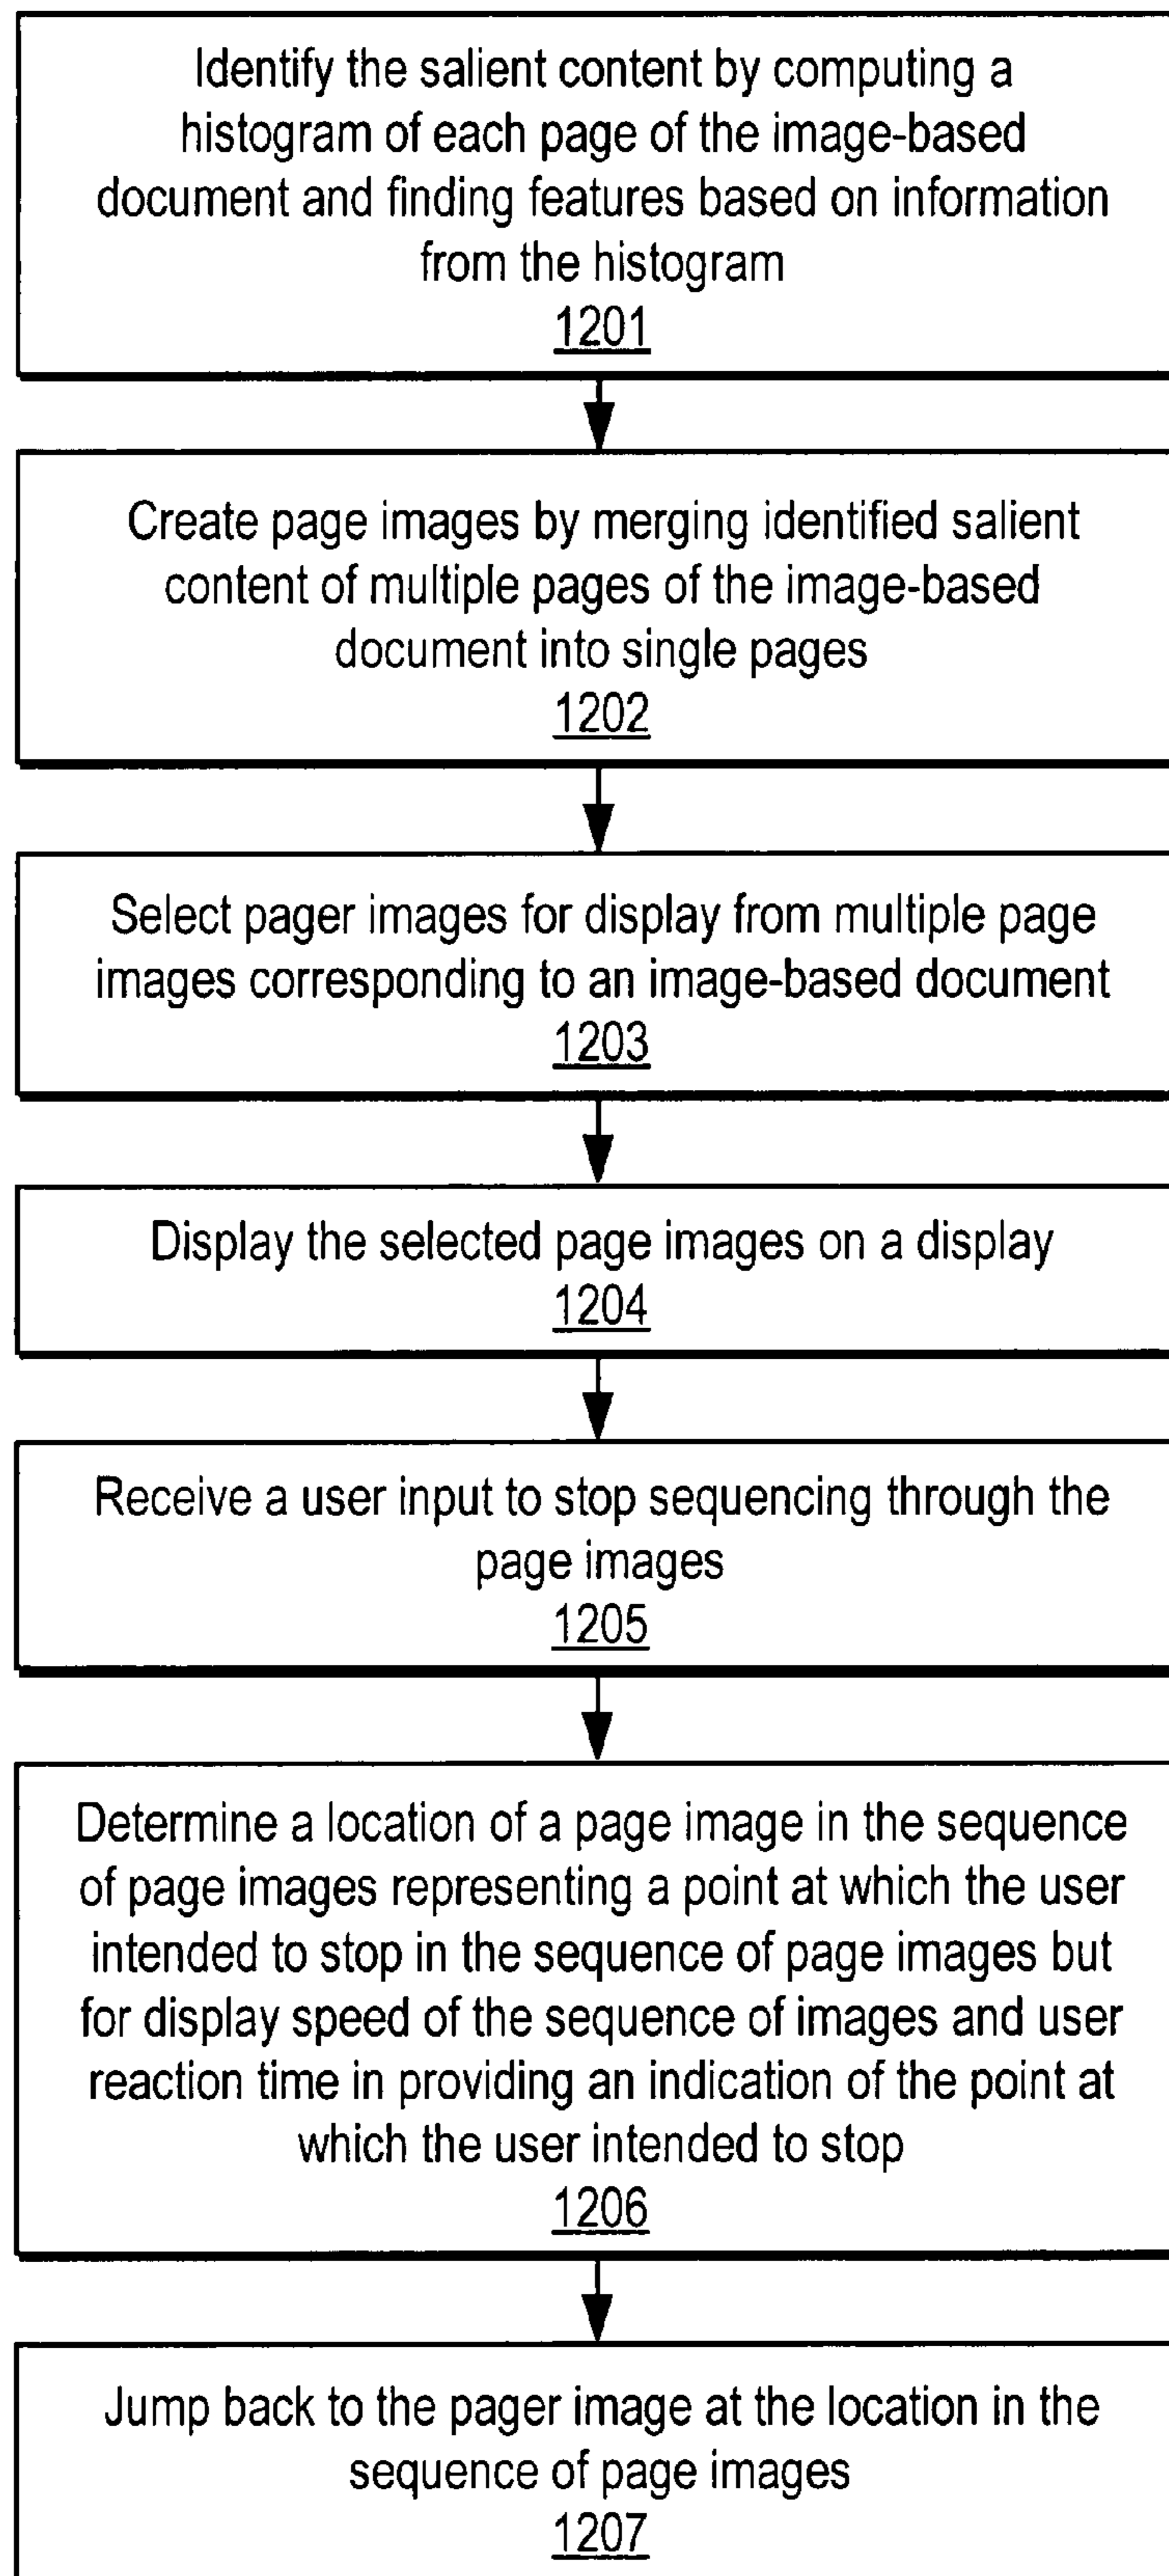 Identify the salient content by computing a
histogram of each page of the image-based
document and finding features based on information
from the histogram
1201
Create page images by merging identified salient
content of multiple pages of the image-based
document into single pages
1202
Select pager images for display from multiple page
images corresponding to an image-based document
1203
Display the selected page images on a display
1204
Receive a user input to stop sequencing through the
page images
1205
Determine a location of a page image in the sequence
of page images representing a point at which the user
intended to stop in the sequence of page images but
for display speed of the sequence of images and user
reaction time in providing an indication of the point at
which the user intended to stop
1206
Jump back to the pager image at the location in the
sequence of page images
1207